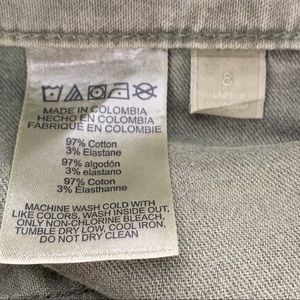 MADE IN COLOMBIA
HECHO EN COLOMBIA
FABRIQUÉ EN COLOMBIE
97% Cotton
3% Elastane
97% algodón
3% elastano
97% Coton
3% Elasthanne
MACHINE WASH COLD WITH
LIKE COLORS, WASH INSIDE OUT,
ONLY NON-CHLORINE BLEACH,
TUMBLE DRY LOW, COOL IRON,
DO NOT DRY CLEAN
8